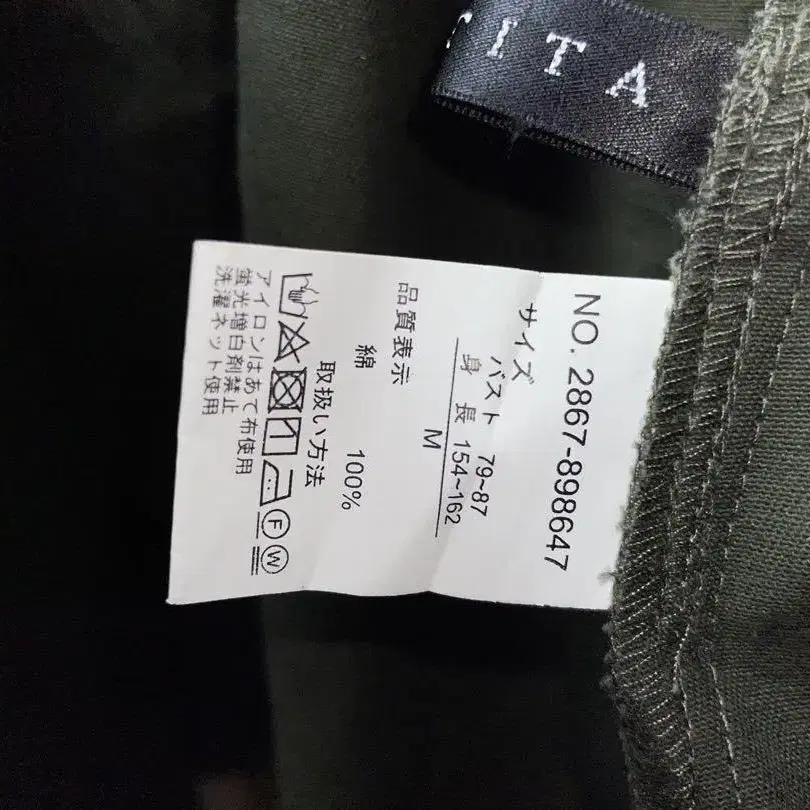 CITA
NO. 2867-898647
サイズ
バスト 79~87
身 長 154~162
M
品質表示
綿 100%
取扱い方法
F W
アイロンはあて布使用
蛍光増白剤禁止
洗濯ネット使用